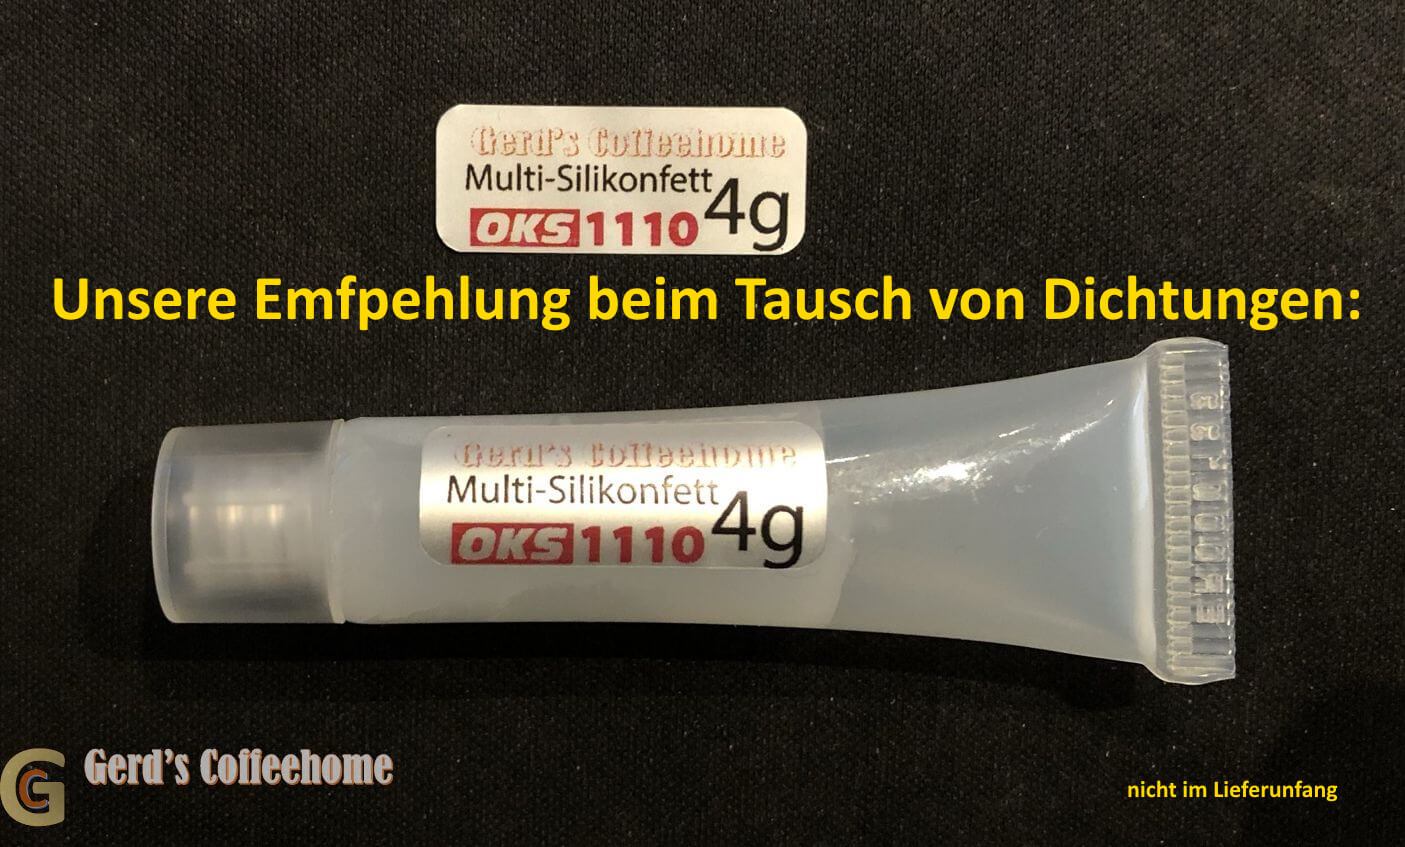 Gerd's Coffeehome
Multi-Silikonfett
OKS 1110 4g
Unsere Emfpehlung beim Tausch von Dichtungen:
Gerd's Coffeehome
Multi-Silikonfett
OKS 1110 4g
Gerd's Coffeehome
nicht im Lieferunfang